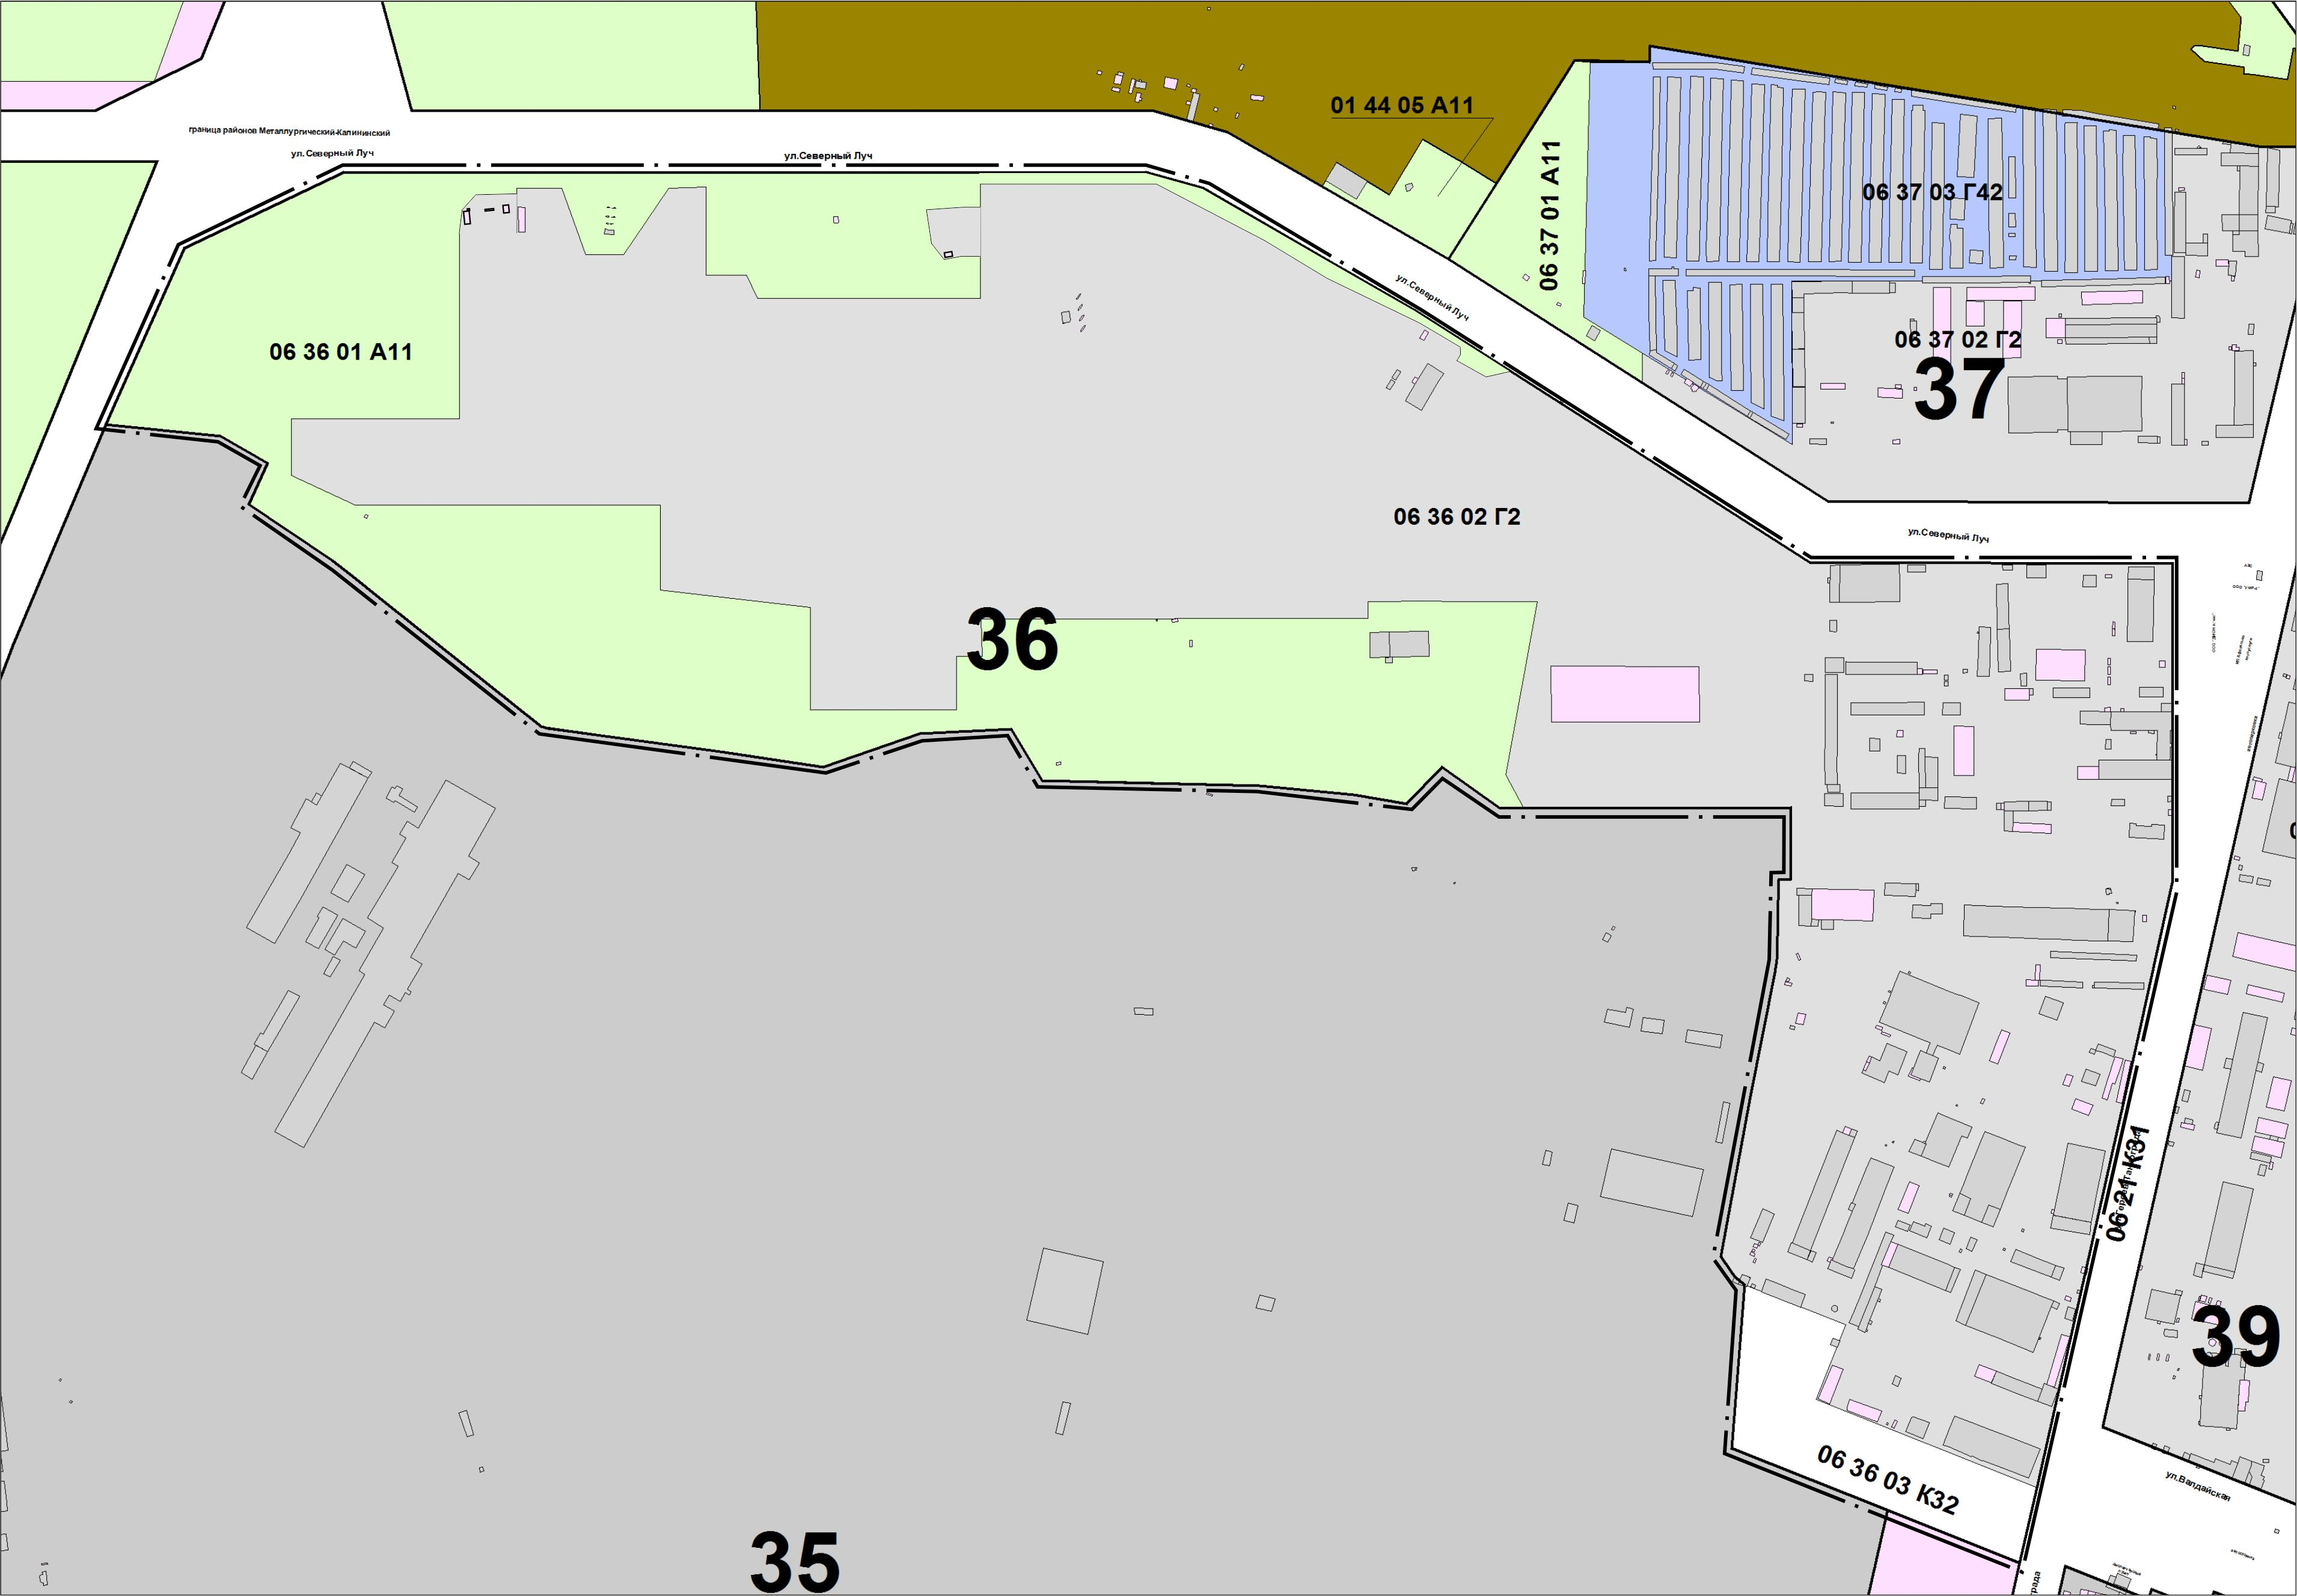 01 44 05 А11
граница районов Металлургический-Калининский
ул.Северный Луч
ул.Северный Луч
06 37 01 А11
06 37 03 Г42
ул.Северный Луч
06 37 02 Г2
37
06 36 01 А11
06 36 02 Г2
ул.Северный Луч
36
06 21 К31
39
06 36 03 К32
ул.Валдайская
35